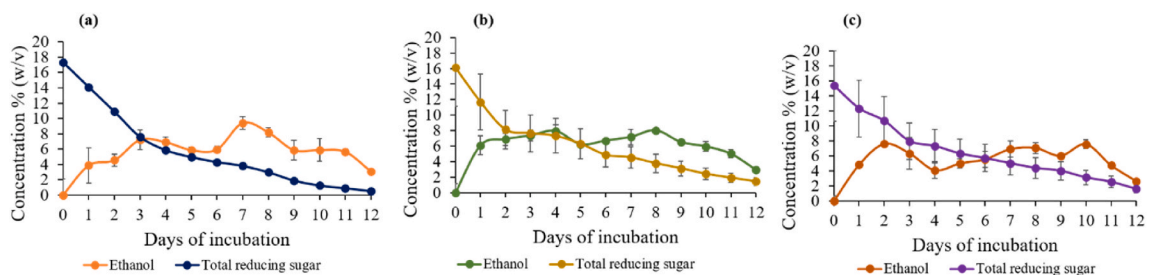 (a)
Concentration % (w/v)
20
18
16
14
12
10
8
6
4
2
0
0 1 2 3 4 5 6 7 8 9 10 11 12
Days of incubation
Ethanol Total reducing sugar
(b)
Concentration % (w/v)
20
18
16
14
12
10
8
6
4
2
0
0 1 2 3 4 5 6 7 8 9 10 11 12
Days of incubation
Ethanol Total reducing sugar
(c)
Concentration % (w/v)
20
18
16
14
12
10
8
6
4
2
0
0 1 2 3 4 5 6 7 8 9 10 11 12
Days of incubation
Ethanol Total reducing sugar